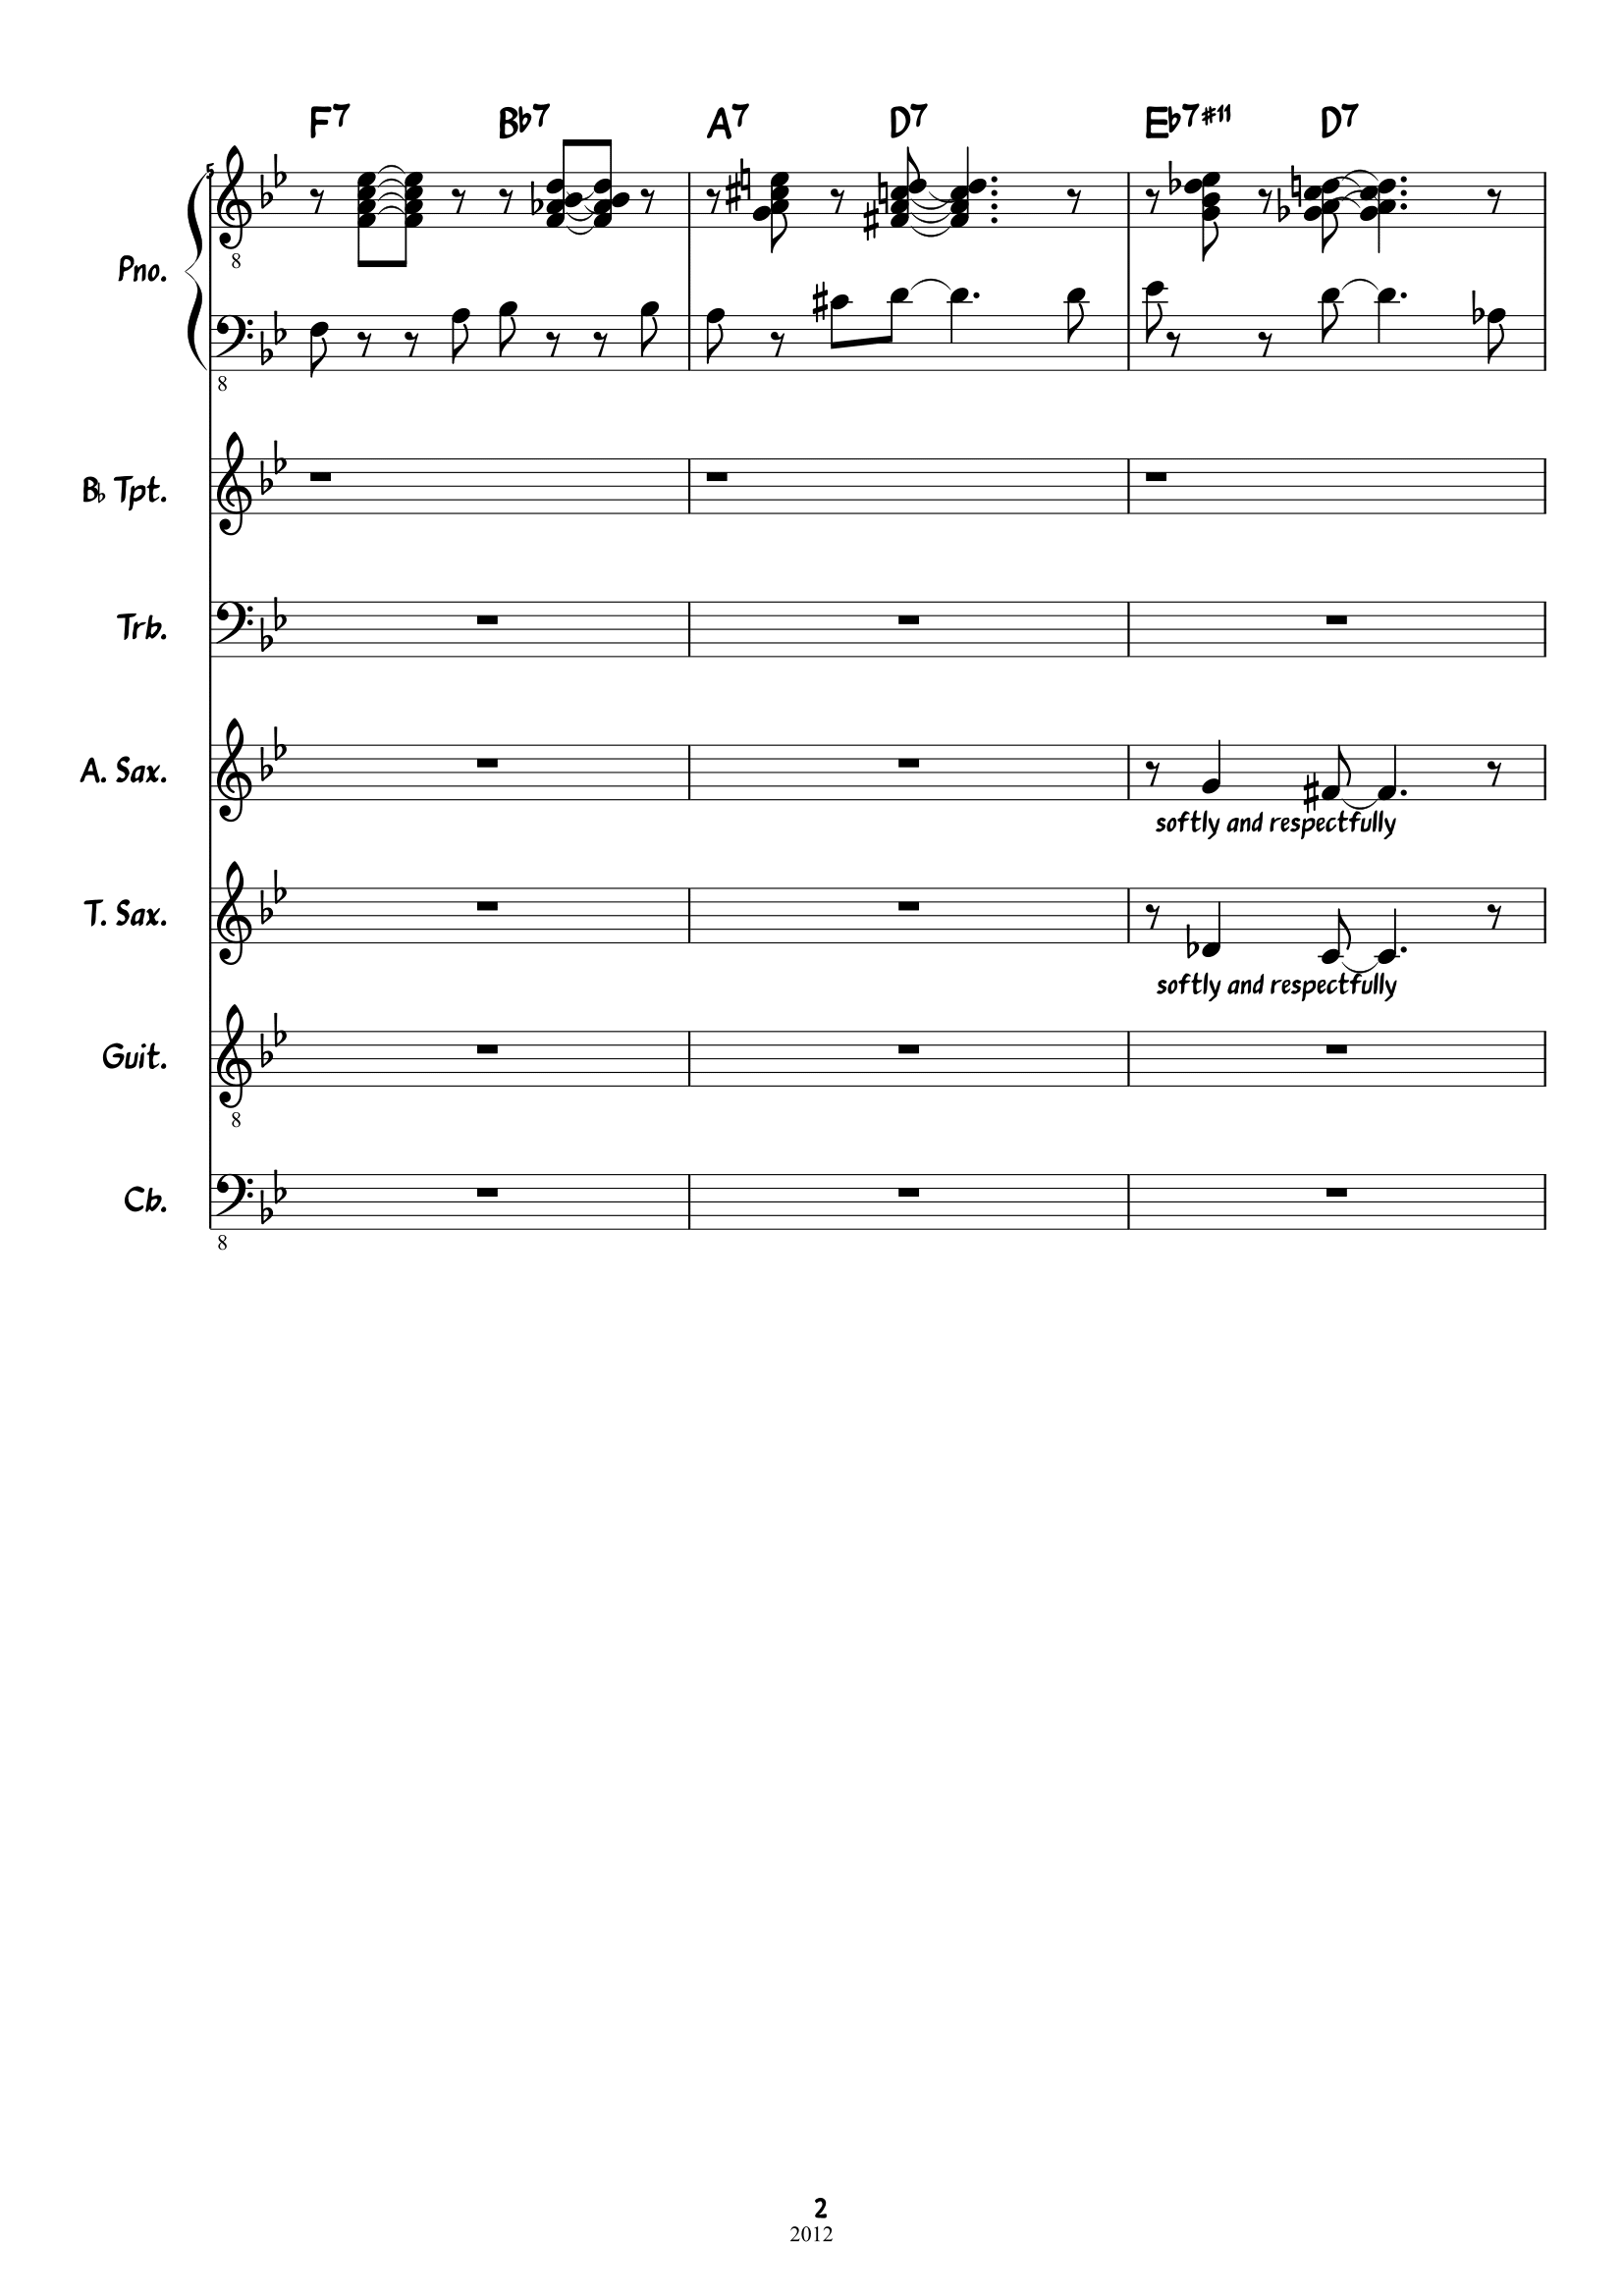 F7 Bb7 A7 D7 Eb7#11 D7
5
8
Pno.
8
B♭ Tpt.
Trb.
A. Sax.
softly and respectfully
T. Sax.
softly and respectfully
Guit.
8
Cb.
8
2
2012